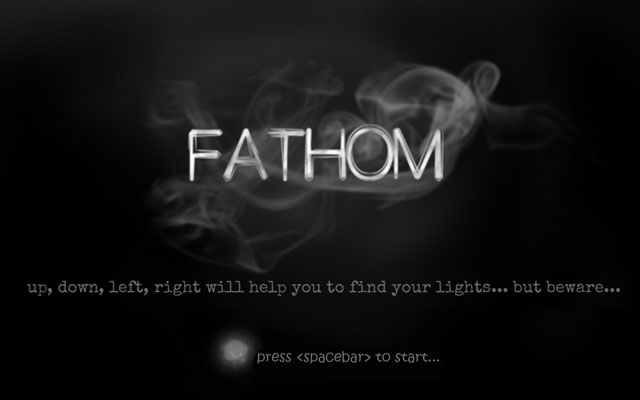 FATHOM
up, down, left, right will help you to find your lights... but beware...
press <spacebar> to start...